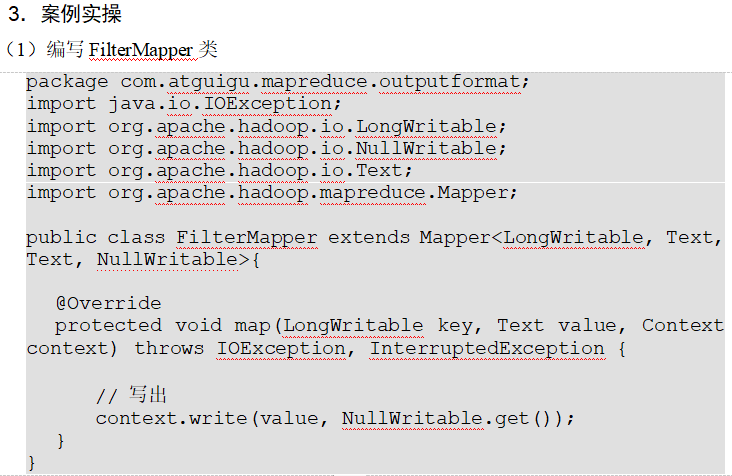 3．案例实操
（1）编写 FilterMapper 类
package com.atguigu.mapreduce.outputformat;
import java.io.IOException;
import org.apache.hadoop.io.LongWritable;
import org.apache.hadoop.io.NullWritable;
import org.apache.hadoop.io.Text;
import org.apache.hadoop.mapreduce.Mapper;
public class FilterMapper extends Mapper<LongWritable, Text,
Text, NullWritable>{
@Override
protected void map(LongWritable key, Text value, Context
context) throws IOException, InterruptedException {
// 写出
context.write(value, NullWritable.get());
}
}